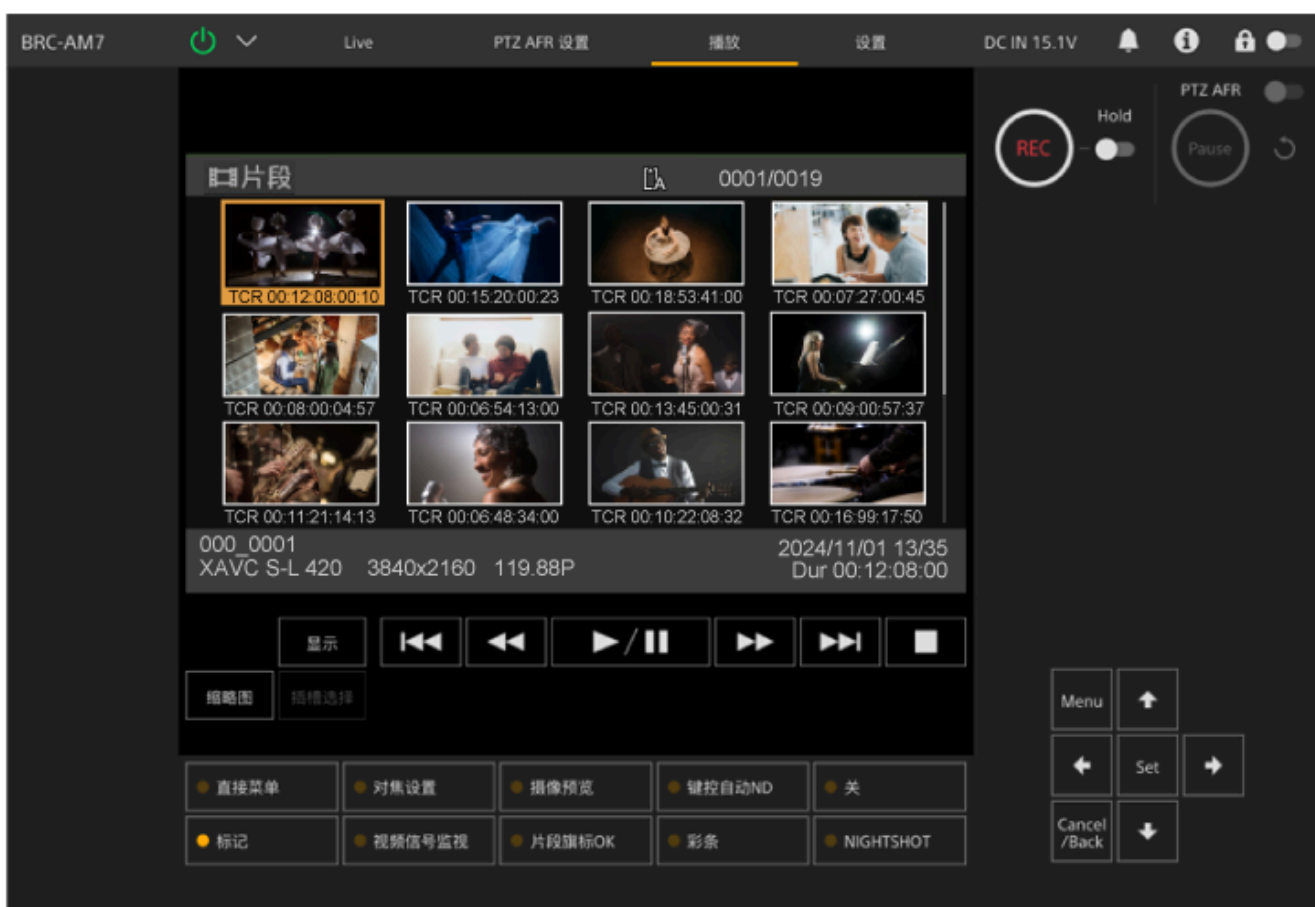 BRC-AM7 Live PTZ AFR 设置 播放 设置 DC IN 15.1V
PTZ AFR
REC Hold Pause
片段 A 0001/0019
TCR 00:12:08:00:10 TCR 00:15:20:00:23 TCR 00:18:53:41:00 TCR 00:07:27:00:45
TCR 00:08:00:04:57 TCR 00:06:54:13:00 TCR 00:13:45:00:31 TCR 00:09:00:57:37
TCR 00:11:21:14:13 TCR 00:06:48:34:00 TCR 00:10:22:08:32 TCR 00:16:99:17:50
000_0001 2024/11/01 13/35
XAVC S-L 420 3840x2160 119.88P Dur 00:12:08:00
显示
缩略图 插槽选择
Menu
Set
Cancel
/Back
直接菜单 对焦设置 摄像预览 键控自动ND 关
标记 视频信号监视 片段旗标OK 彩条 NIGHTSHOT